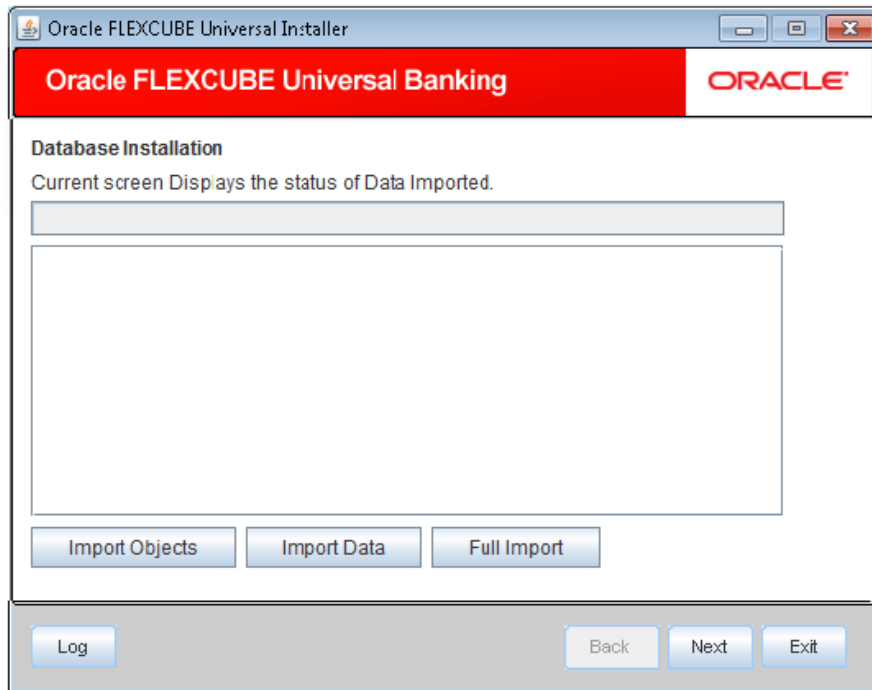 Oracle FLEXCUBE Universal Installer
Oracle FLEXCUBE Universal Banking
ORACLE
Database Installation
Current screen Displays the status of Data Imported.
Import Objects Import Data Full Import
Log Back Next Exit